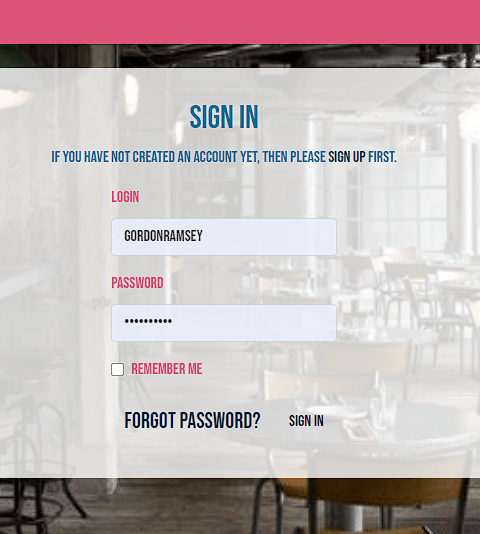 SIGN IN
IF YOU HAVE NOT CREATED AN ACCOUNT YET, THEN PLEASE SIGN UP FIRST.
LOGIN
GORDONRAMSEY
PASSWORD
••••••••••
REMEMBER ME
FORGOT PASSWORD? SIGN IN